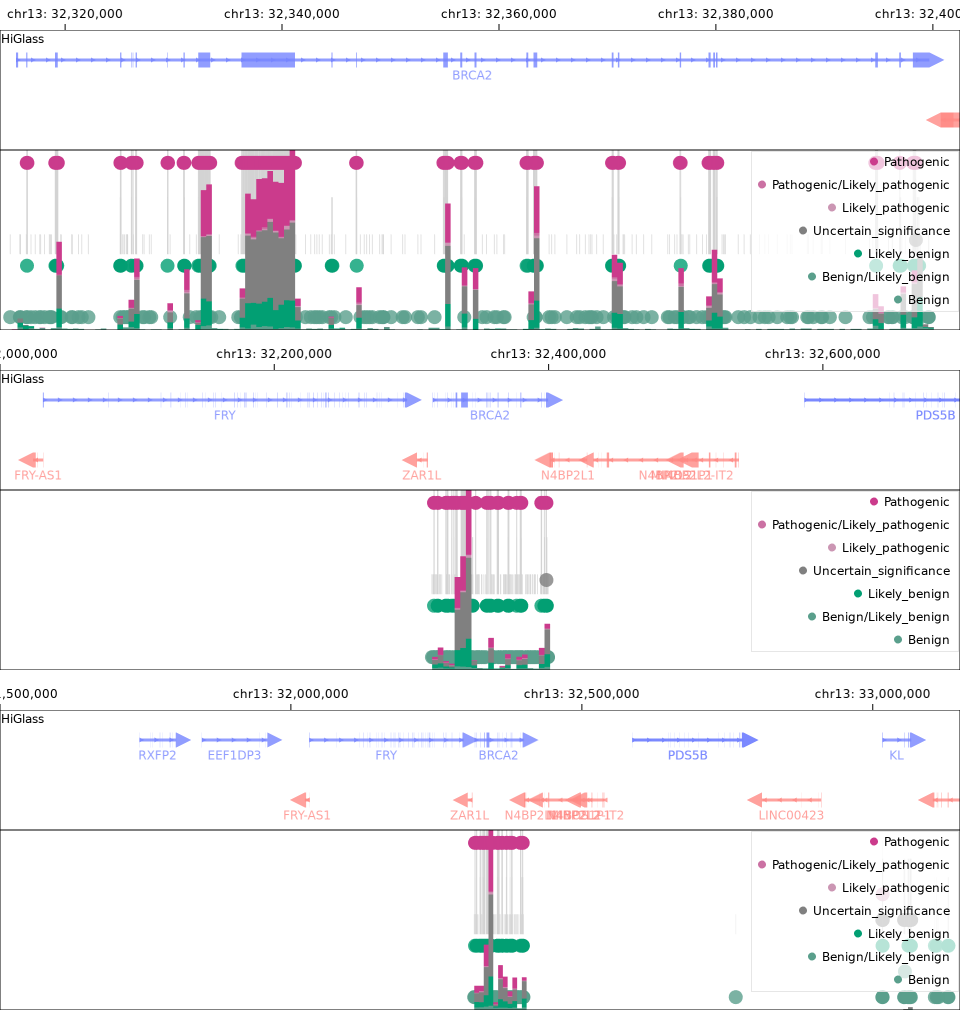 chr13: 32,320,000 chr13: 32,340,000 chr13: 32,360,000 chr13: 32,380,000 chr13: 32,400
HiGlass
BRCA2
Pathogenic
Pathogenic/Likely_pathogenic
Likely_pathogenic
Uncertain_significance
Likely_benign
Benign/Likely_benign
Benign
:000,000 chr13: 32,200,000 chr13: 32,400,000 chr13: 32,600,000
HiGlass
FRY BRCA2 PDS5B
FRY-AS1 ZAR1L N4BP2L1 -IT2
Pathogenic
Pathogenic/Likely_pathogenic
Likely_pathogenic
Uncertain_significance
Likely_benign
Benign/Likely_benign
Benign
,500,000 chr13: 32,000,000 chr13: 32,500,000 chr13: 33,000,000
HiGlass
RXFP2 EEF1DP3 FRY BRCA2 PDS5B KL
FRY-AS1 ZAR1L LINC00423
Pathogenic
Pathogenic/Likely_pathogenic
Likely_pathogenic
Uncertain_significance
Likely_benign
Benign/Likely_benign
Benign